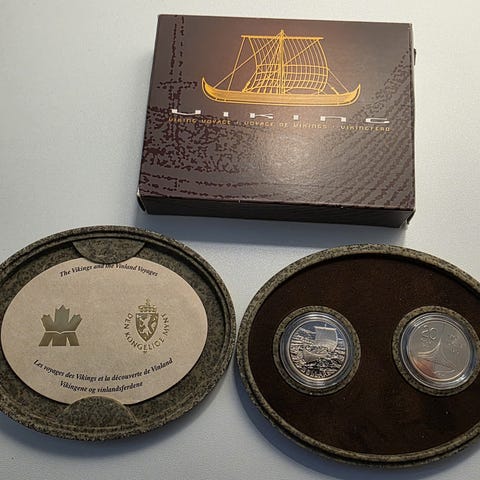 VIKING
VIKING VOYAGE · VOYAGE DE VIKINGS · VIKINGFERD
The Vikings and the Vinland Voyages
DEN KONGELIGE MYNT
Les voyages des Vikings et la découverte de Vinland
Vikingene og vinlandsferdene
20